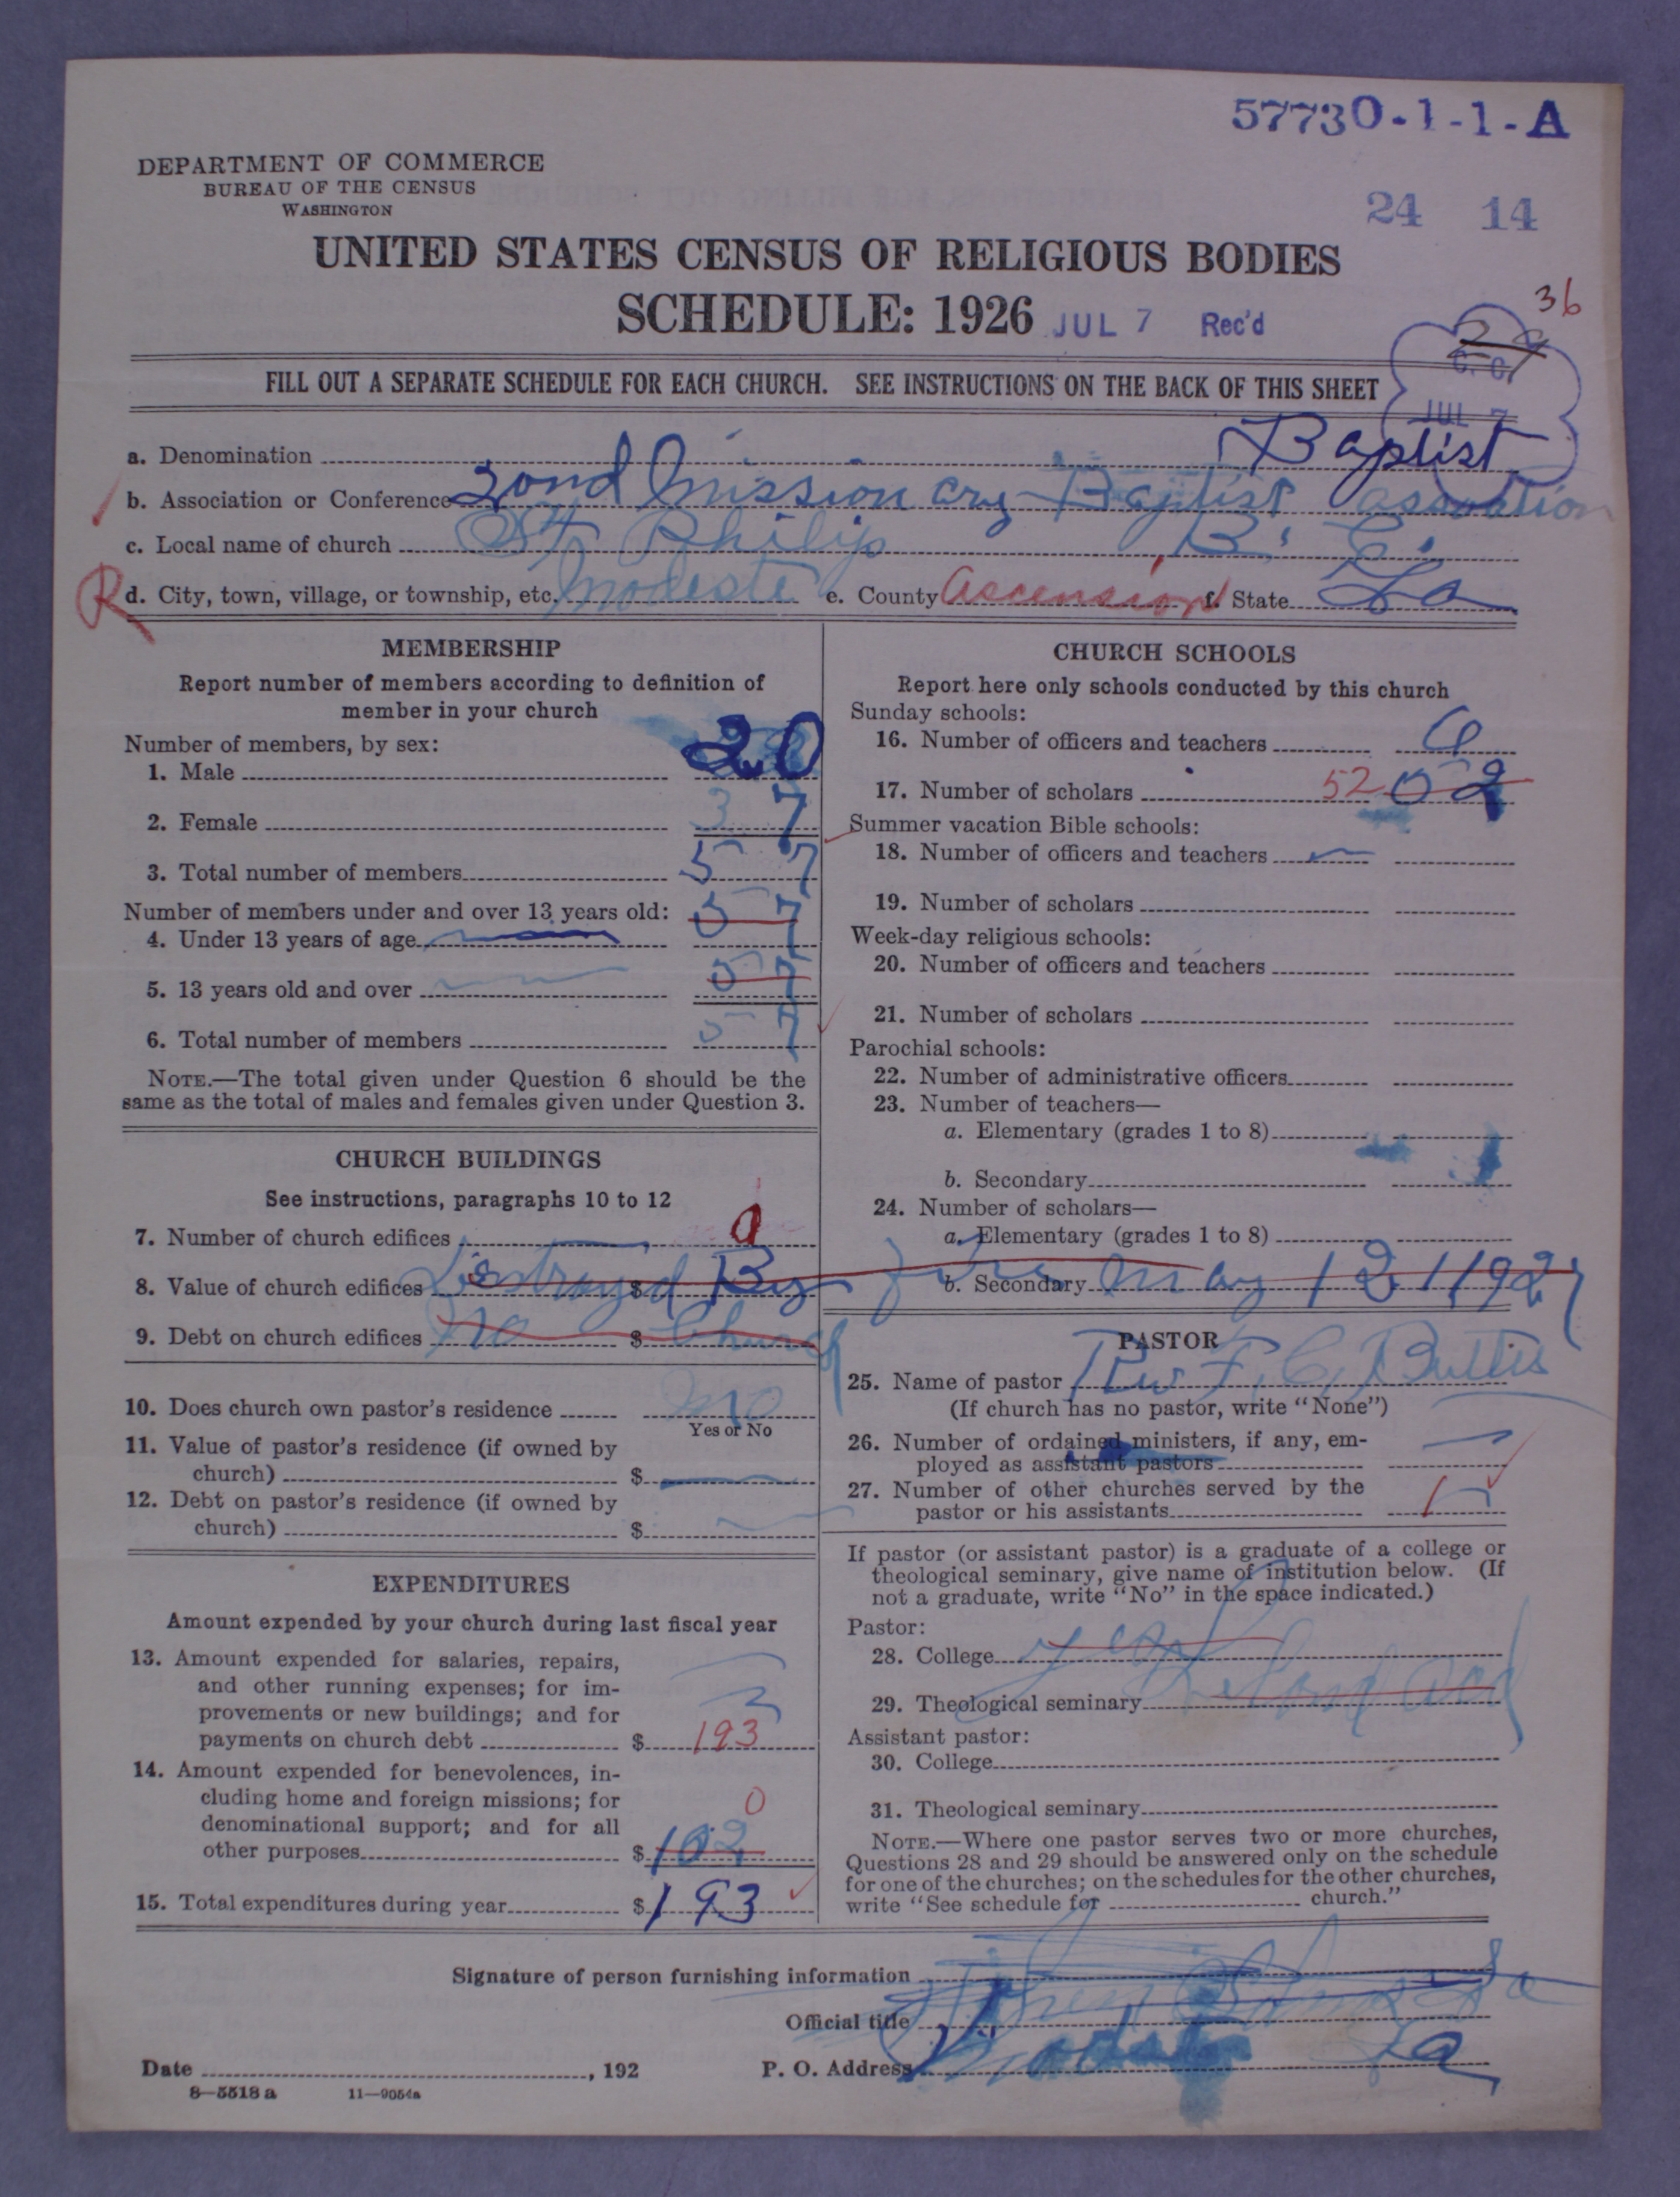 57730-1-1-A
DEPARTMENT OF COMMERCE
BUREAU OF THE CENSUS
WASHINGTON
24 14
UNITED STATES CENSUS OF RELIGIOUS BODIES
SCHEDULE: 1926 JUL 7 Rec'd
36
C. C.
JUL 7
FILL OUT A SEPARATE SCHEDULE FOR EACH CHURCH. SEE INSTRUCTIONS ON THE BACK OF THIS SHEET
a. Denomination Baptist
b. Association or Conference 2ond Missionary Baptist
c. Local name of church St Philip B. C.
R d. City, town, village, or township, etc. Modeste e. County Ascension f. State La
MEMBERSHIP
Report number of members according to definition of
member in your church
Number of members, by sex:
1. Male 20
2. Female 37
3. Total number of members 57
Number of members under and over 13 years old: 57
4. Under 13 years of age
5. 13 years old and over 57
6. Total number of members 57
NOTE.—The total given under Question 6 should be the
same as the total of males and females given under Question 3.
CHURCH BUILDINGS
See instructions, paragraphs 10 to 12
7. Number of church edifices 0
8. Value of church edifices $ Distroyed By fire May 12 1927
9. Debt on church edifices $ No Church
10. Does church own pastor's residence No
Yes or No
11. Value of pastor's residence (if owned by
church) $
12. Debt on pastor's residence (if owned by
church) $
EXPENDITURES
Amount expended by your church during last fiscal year
13. Amount expended for salaries, repairs,
and other running expenses; for im-
provements or new buildings; and for
payments on church debt $ 193
14. Amount expended for benevolences, in-
cluding home and foreign missions; for
denominational support; and for all 0
other purposes $ 102
15. Total expenditures during year $ 193
CHURCH SCHOOLS
Report here only schools conducted by this church
Sunday schools:
16. Number of officers and teachers 6
17. Number of scholars 52 52
Summer vacation Bible schools:
18. Number of officers and teachers
19. Number of scholars
Week-day religious schools:
20. Number of officers and teachers
21. Number of scholars
Parochial schools:
22. Number of administrative officers
23. Number of teachers—
a. Elementary (grades 1 to 8)
b. Secondary
24. Number of scholars—
a. Elementary (grades 1 to 8)
b. Secondary
PASTOR
25. Name of pastor Rev F. C.
(If church has no pastor, write "None")
26. Number of ordained ministers, if any, em-
ployed as assistant pastors
27. Number of other churches served by the
pastor or his assistants
If pastor (or assistant pastor) is a graduate of a college or
theological seminary, give name of institution below. (If
not a graduate, write "No" in the space indicated.)
Pastor:
28. College yes
29. Theological seminary
Assistant pastor:
30. College
31. Theological seminary
NOTE.—Where one pastor serves two or more churches,
Questions 28 and 29 should be answered only on the schedule
for one of the churches; on the schedules for the other churches,
write "See schedule for church."
Signature of person furnishing information
Official title
Date , 192 P. O. Address La
8—5518 a 11—9054a